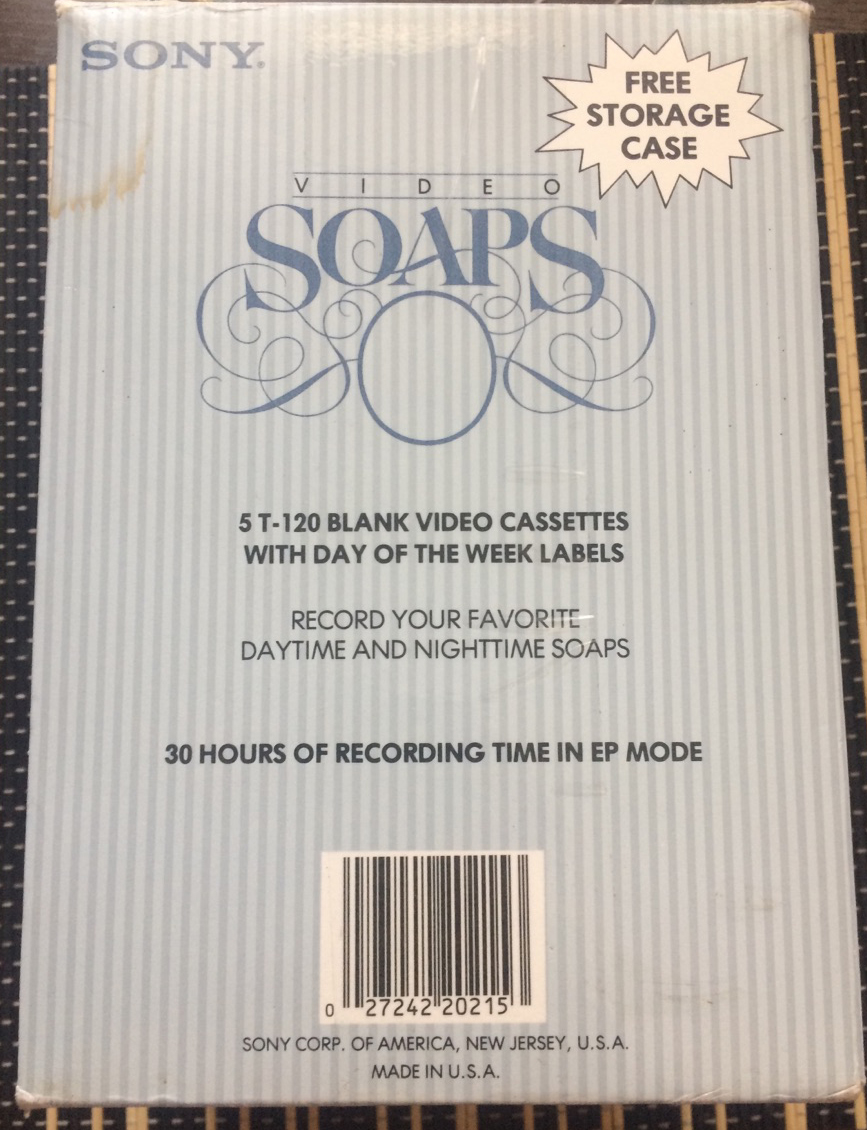 SONY.
FREE
STORAGE
CASE
VIDEO
SOAPS
5 T-120 BLANK VIDEO CASSETTES
WITH DAY OF THE WEEK LABELS
RECORD YOUR FAVORITE
DAYTIME AND NIGHTTIME SOAPS
30 HOURS OF RECORDING TIME IN EP MODE
0 27242 20215
SONY CORP. OF AMERICA, NEW JERSEY, U.S.A.
MADE IN U.S.A.